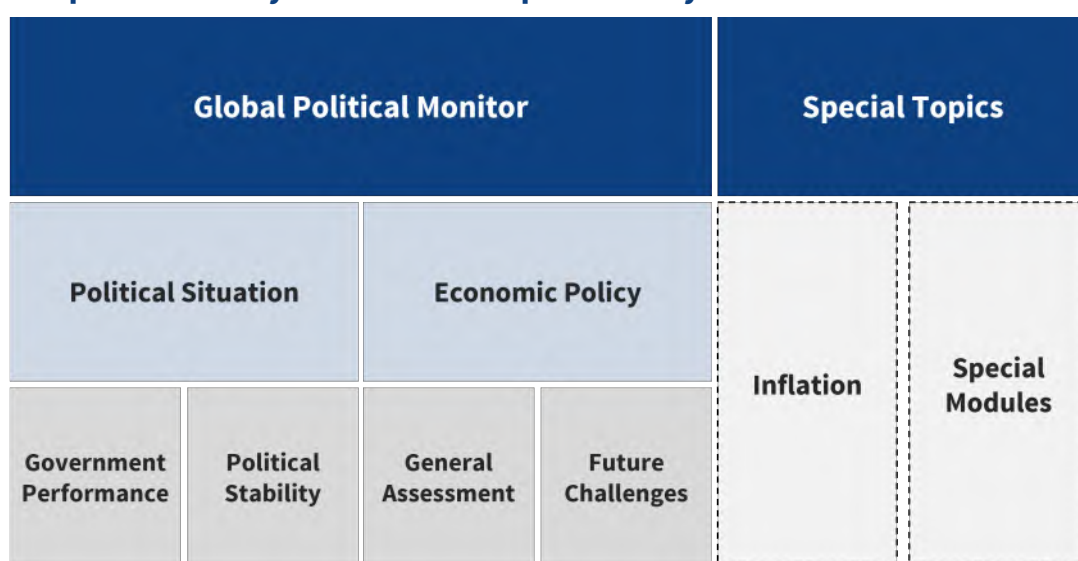 Global Political Monitor
Special Topics
Political Situation
Economic Policy
Inflation
Special
Modules
Government
Performance
Political
Stability
General
Assessment
Future
Challenges